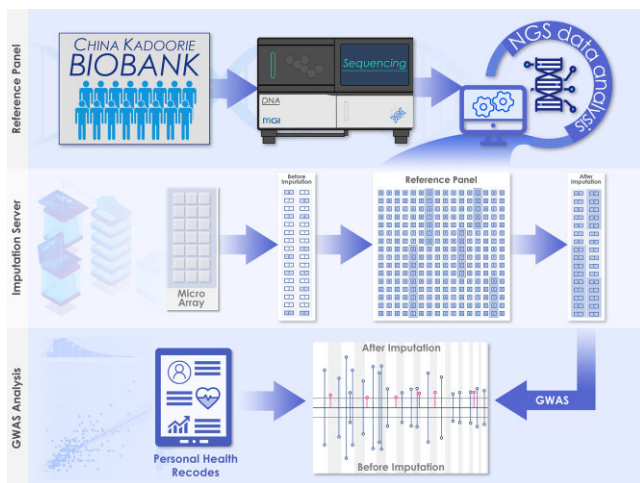 Reference Panel
CHINA KADOORIE
BIOBANK
Sequencing
DNA
MGI
NGS data analysis
Imputation Server
Micro
Array
Before
Imputation
Reference Panel
After
Imputation
GWAS Analysis
Personal Health
Recodes
After Imputation
Before Imputation
GWAS